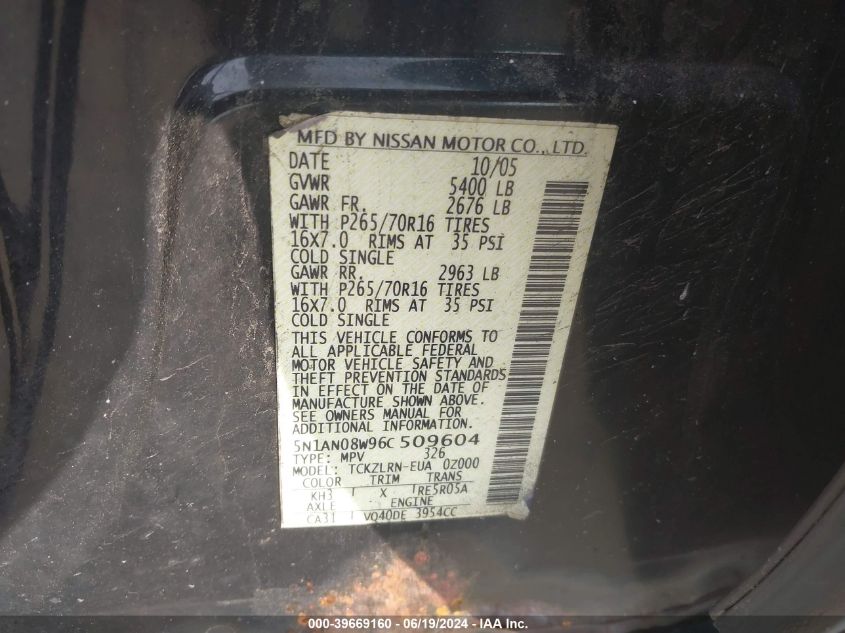 MFD BY NISSAN MOTOR CO., LTD.
DATE 10/05
GVWR 5400 LB
GAWR FR. 2676 LB
WITH P265/70R16 TIRES
16X7.0 RIMS AT 35 PSI
COLD SINGLE
GAWR RR. 2963 LB
WITH P265/70R16 TIRES
16X7.0 RIMS AT 35 PSI
COLD SINGLE
THIS VEHICLE CONFORMS TO
ALL APPLICABLE FEDERAL
MOTOR VEHICLE SAFETY AND
THEFT PREVENTION STANDARDS
IN EFFECT ON THE DATE OF
MANUFACTURE SHOWN ABOVE.
SEE OWNERS MANUAL FOR
ADDITIONAL INFORMATION.
5N1AN08W96C509604
TYPE: MPV 326
MODEL: TCKZLRN-EUA 0Z000
COLOR TRIM TRANS
KH3 X RE5R05A
AXLE ENGINE
CA31 VQ40DE 3954CC
000-39669160 - 06/19/2024 - IAA Inc.